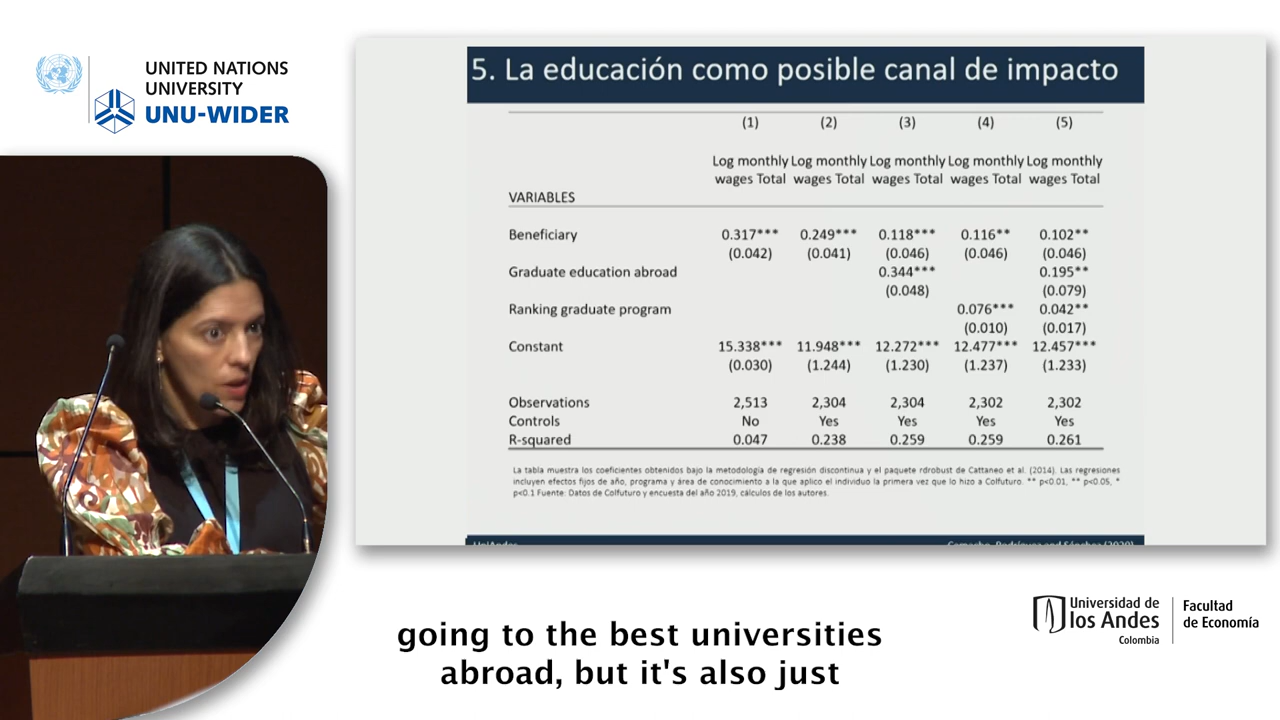 UNITED NATIONS
UNIVERSITY
UNU-WIDER
5. La educación como posible canal de impacto
(1) (2) (3) (4) (5)
Log monthly Log monthly Log monthly Log monthly Log monthly
wages Total wages Total wages Total wages Total wages Total
VARIABLES
Beneficiary 0.317*** 0.249*** 0.118*** 0.116** 0.102**
(0.042) (0.041) (0.046) (0.046) (0.046)
Graduate education abroad 0.344*** 0.195**
(0.048) (0.079)
Ranking graduate program 0.076*** 0.042**
(0.010) (0.017)
Constant 15.338*** 11.948*** 12.272*** 12.477*** 12.457***
(0.030) (1.244) (1.230) (1.237) (1.233)
Observations 2,513 2,304 2,304 2,302 2,302
Controls No Yes Yes Yes Yes
R-squared 0.047 0.238 0.259 0.259 0.261
La tabla muestra los coeficientes obtenidos bajo la metodología de regresión discontinua y el paquete rdrobust de Cattaneo et al. (2014). Las regresiones
incluyen efectos fijos de año, programa y área de conocimiento a la que aplico el individuo la primera vez que lo hizo a Colfuturo. ** p<0.01, ** p<0.05, *
p<0.1 Fuente: Datos de Colfuturo y encuesta del año 2019, cálculos de los autores.
going to the best universities
abroad, but it's also just
Universidad de
los Andes
Colombia
Facultad
de Economía